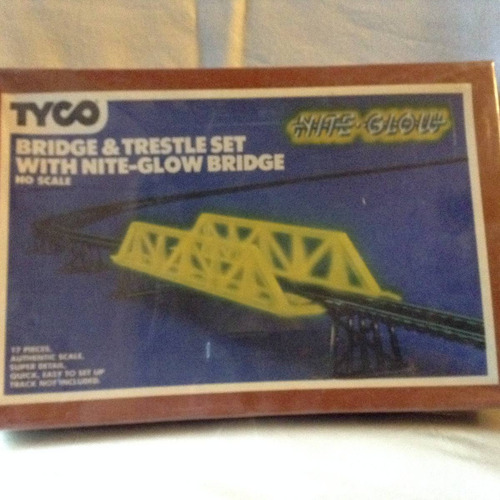 TYCO
NITE-GLOW
BRIDGE & TRESTLE SET
WITH NITE-GLOW BRIDGE
HO SCALE
17 PIECES,
AUTHENTIC SCALE,
SUPER DETAIL,
QUICK, EASY TO SET UP
TRACK NOT INCLUDED.